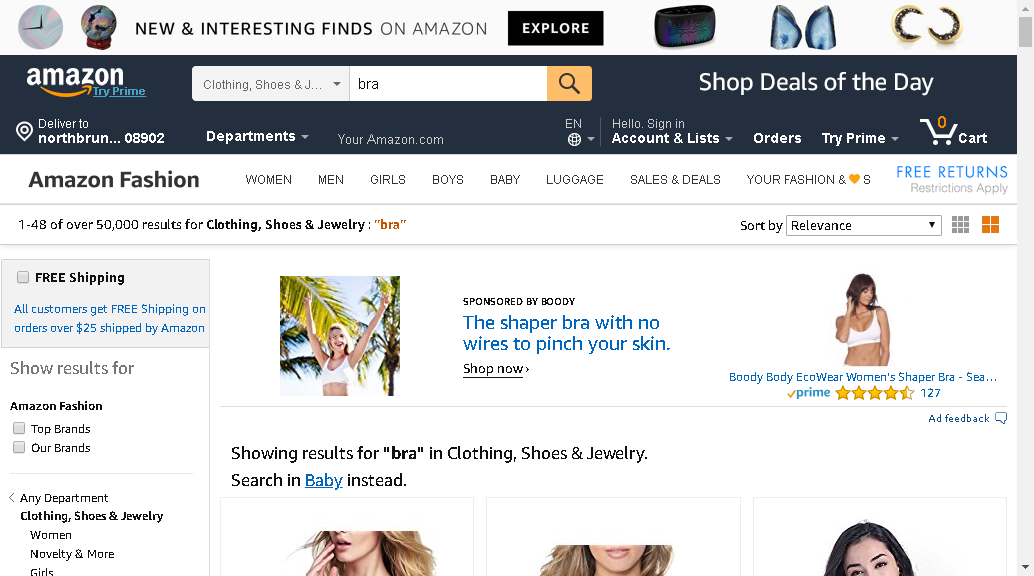 NEW & INTERESTING FINDS ON AMAZON EXPLORE
amazon
Try Prime
Clothing, Shoes & J...
bra
Shop Deals of the Day
Deliver to
northbrun... 08902
Departments
Your Amazon.com
EN
Hello. Sign in
Account & Lists
Orders
Try Prime
0
Cart
Amazon Fashion
WOMEN MEN GIRLS BOYS BABY LUGGAGE SALES & DEALS YOUR FASHION & S
FREE RETURNS
Restrictions Apply
1-48 of over 50,000 results for Clothing, Shoes & Jewelry : "bra"
Sort by Relevance
FREE Shipping
All customers get FREE Shipping on
orders over $25 shipped by Amazon
Show results for
Amazon Fashion
Top Brands
Our Brands
Any Department
Clothing, Shoes & Jewelry
Women
Novelty & More
Girls
SPONSORED BY BOODY
The shaper bra with no
wires to pinch your skin.
Shop now ›
Boody Body EcoWear Women's Shaper Bra - Sea...
prime 127
Ad feedback
Showing results for "bra" in Clothing, Shoes & Jewelry.
Search in Baby instead.